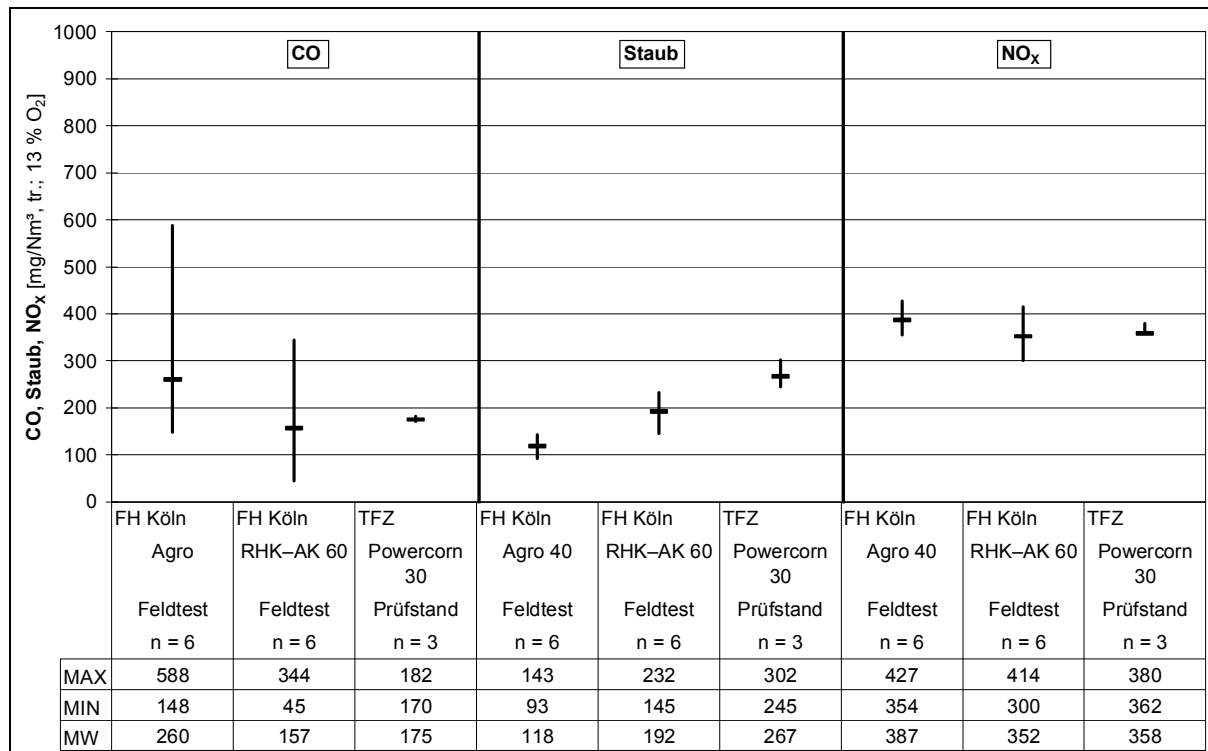 CO, Staub, NOX [mg/Nm³, tr.; 13 % O2]
1000
900
800
700
600
500
400
300
200
100
0
CO Staub NOX
FH Köln FH Köln TFZ FH Köln FH Köln TFZ FH Köln FH Köln TFZ
Agro RHK–AK 60 Powercorn 30 Agro 40 RHK–AK 60 Powercorn 30 Agro 40 RHK–AK 60 Powercorn 30
Feldtest Feldtest Prüfstand Feldtest Feldtest Prüfstand Feldtest Feldtest Prüfstand
n = 6 n = 6 n = 3 n = 6 n = 6 n = 3 n = 6 n = 6 n = 3
MAX 588 344 182 143 232 302 427 414 380
MIN 148 45 170 93 145 245 354 300 362
MW 260 157 175 118 192 267 387 352 358